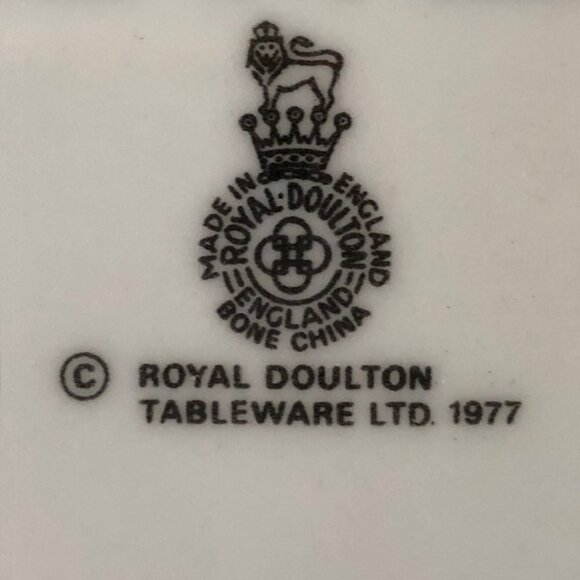 MADE IN ENGLAND
ROYAL·DOULTON
ENGLAND
BONE CHINA
© ROYAL DOULTON
TABLEWARE LTD. 1977